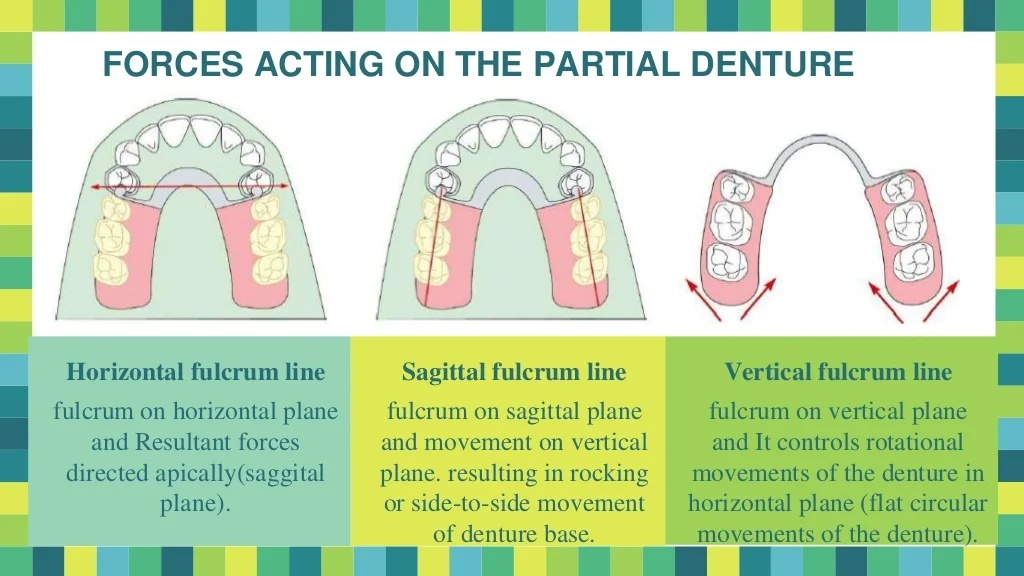 FORCES ACTING ON THE PARTIAL DENTURE
Horizontal fulcrum line
fulcrum on horizontal plane
and Resultant forces
directed apically(saggital
plane).
Sagittal fulcrum line
fulcrum on sagittal plane
and movement on vertical
plane. resulting in rocking
or side-to-side movement
of denture base.
Vertical fulcrum line
fulcrum on vertical plane
and It controls rotational
movements of the denture in
horizontal plane (flat circular
movements of the denture).